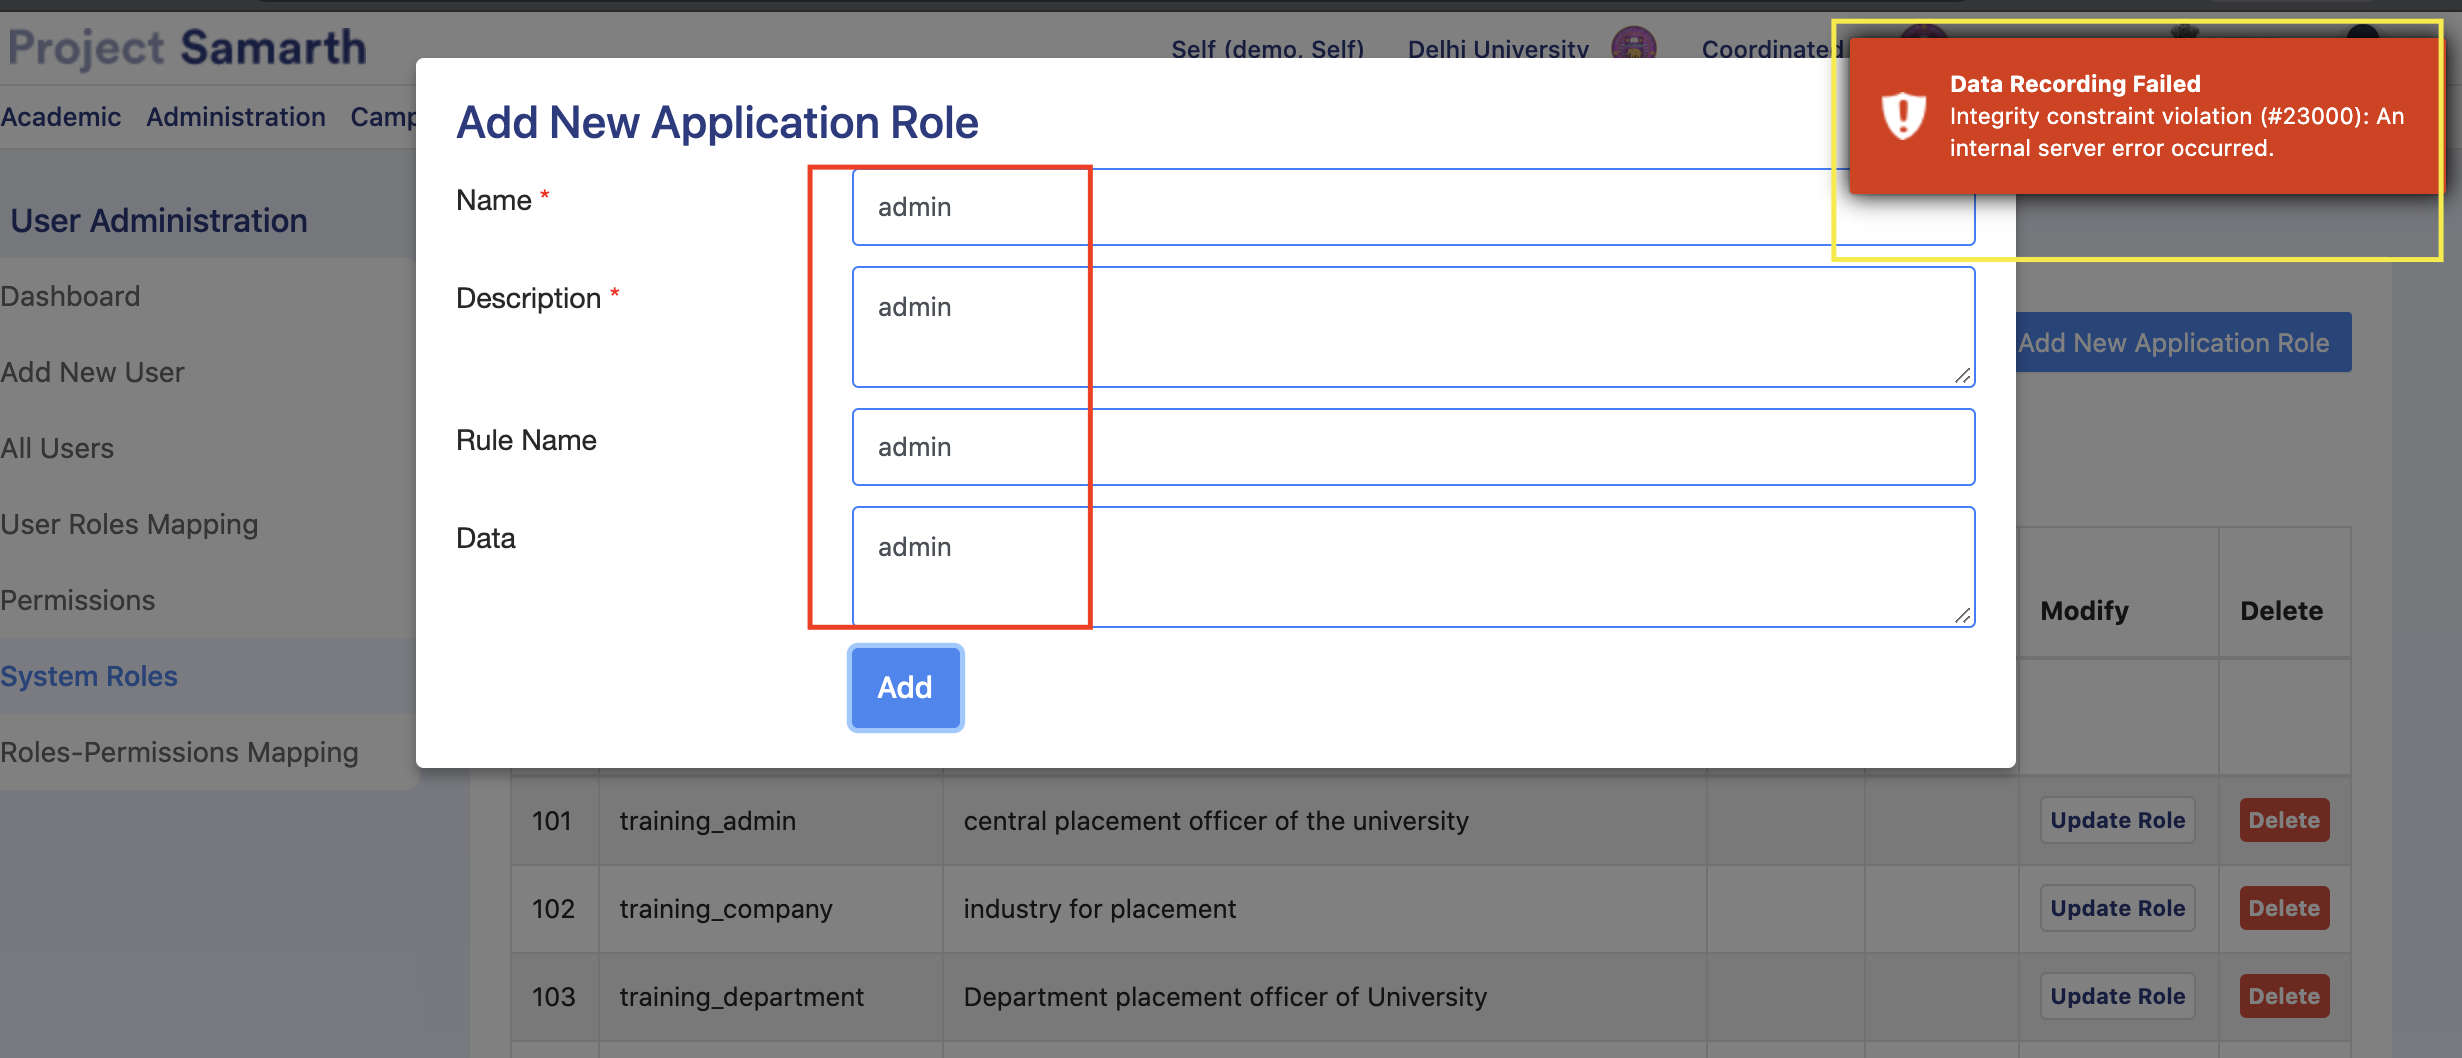 Project Samarth
Self (demo, Self) Delhi University Coordinated
Academic Administration Camp
Data Recording Failed
Integrity constraint violation (#23000): An
internal server error occurred.
User Administration
Dashboard
Add New User
All Users
User Roles Mapping
Permissions
System Roles
Roles-Permissions Mapping
Add New Application Role
Name *
admin
Description *
admin
Rule Name
admin
Data
admin
Add
Add New Application Role
Modify Delete
101 training_admin central placement officer of the university Update Role Delete
102 training_company industry for placement Update Role Delete
103 training_department Department placement officer of University Update Role Delete